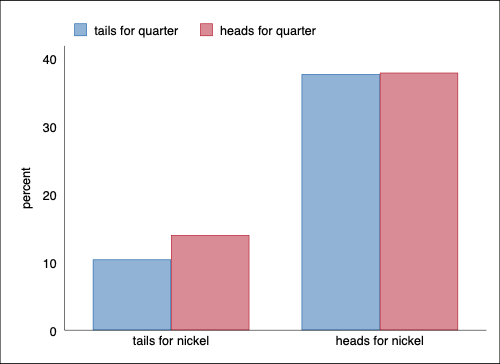 tails for quarter heads for quarter
percent
40
30
20
10
0
tails for nickel heads for nickel